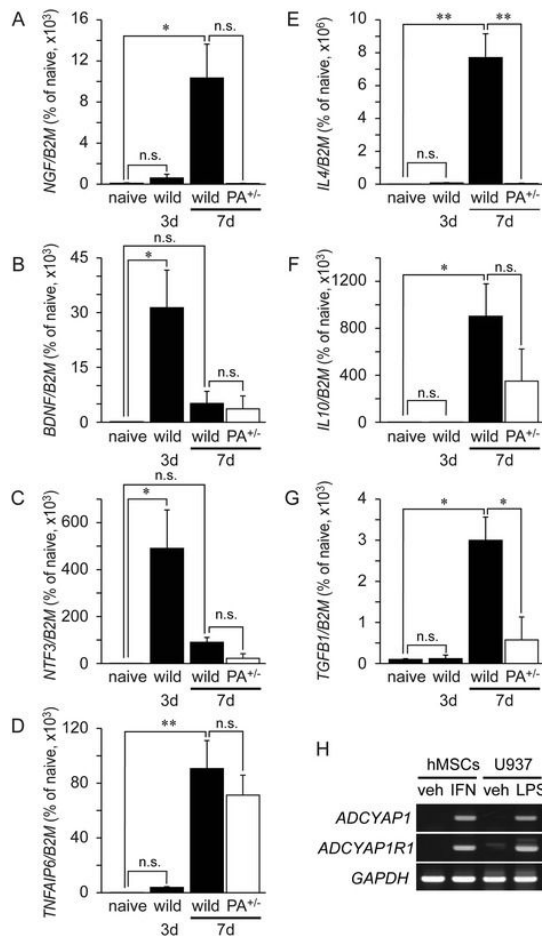 A
NGF/B2M (% of naive, x10³)
16
12
8
4
0
*
n.s.
n.s.
naive wild wild PA+/-
3d 7d
B
BDNF/B2M (% of naive, x10³)
45
30
15
0
n.s.
*
n.s.
naive wild wild PA+/-
3d 7d
C
NTF3/B2M (% of naive, x10³)
600
400
200
0
n.s.
*
n.s.
naive wild wild PA+/-
3d 7d
D
TNFAIP6/B2M (% of naive, x10³)
120
80
40
0
**
n.s.
n.s.
naive wild wild PA+/-
3d 7d
E
IL4/B2M (% of naive, x10⁶)
10
8
6
4
2
0
** **
n.s.
naive wild wild PA+/-
3d 7d
F
IL10/B2M (% of naive, x10³)
1200
800
400
0
*
n.s.
n.s.
naive wild wild PA+/-
3d 7d
G
TGFB1/B2M (% of naive, x10³)
4
3
2
1
0
* *
n.s.
naive wild wild PA+/-
3d 7d
H
hMSCs U937
veh IFN veh LPS
ADCYAP1
ADCYAP1R1
GAPDH